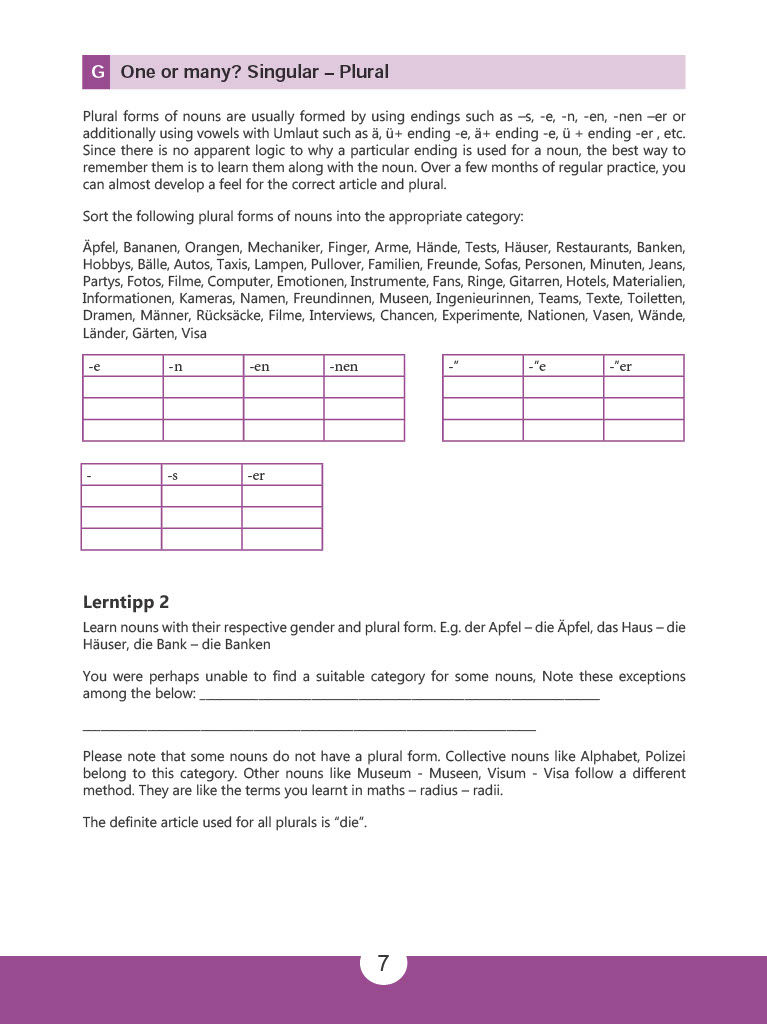 G One or many? Singular – Plural
Plural forms of nouns are usually formed by using endings such as –s, -e, -n, -en, -nen –er or
additionally using vowels with Umlaut such as ä, ü+ ending -e, ä+ ending -e, ü + ending -er , etc.
Since there is no apparent logic to why a particular ending is used for a noun, the best way to
remember them is to learn them along with the noun. Over a few months of regular practice, you
can almost develop a feel for the correct article and plural.
Sort the following plural forms of nouns into the appropriate category:
Äpfel, Bananen, Orangen, Mechaniker, Finger, Arme, Hände, Tests, Häuser, Restaurants, Banken,
Hobbys, Bälle, Autos, Taxis, Lampen, Pullover, Familien, Freunde, Sofas, Personen, Minuten, Jeans,
Partys, Fotos, Filme, Computer, Emotionen, Instrumente, Fans, Ringe, Gitarren, Hotels, Materialien,
Informationen, Kameras, Namen, Freundinnen, Museen, Ingenieurinnen, Teams, Texte, Toiletten,
Dramen, Männer, Rücksäcke, Filme, Interviews, Chancen, Experimente, Nationen, Vasen, Wände,
Länder, Gärten, Visa
-e -n -en -nen -“ -“e -“er
- -s -er
Lerntipp 2
Learn nouns with their respective gender and plural form. E.g. der Apfel – die Äpfel, das Haus – die
Häuser, die Bank – die Banken
You were perhaps unable to find a suitable category for some nouns, Note these exceptions
among the below:
Please note that some nouns do not have a plural form. Collective nouns like Alphabet, Polizei
belong to this category. Other nouns like Museum - Museen, Visum - Visa follow a different
method. They are like the terms you learnt in maths – radius – radii.
The definite article used for all plurals is “die”.
7